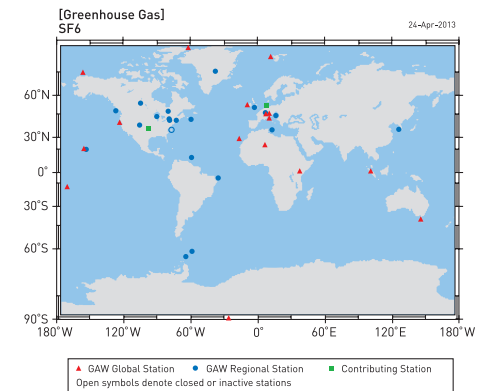 [Greenhouse Gas]
SF6
24-Apr-2013
60°N
30°N
0°
30°S
60°S
90°S
180°W 120°W 60°W 0° 60°E 120°E 180°W
GAW Global Station GAW Regional Station Contributing Station
Open symbols denote closed or inactive stations